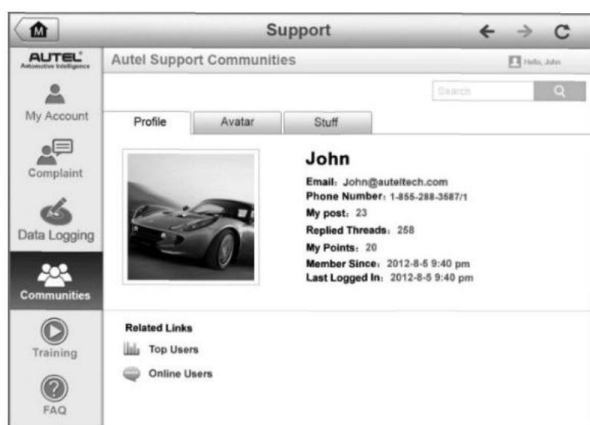 M
Support
AUTEL®
Automotive Intelligence
Autel Support Communities
Hello, John
Search
My Account
Complaint
Data Logging
Communities
Training
FAQ
Profile
Avatar
Stuff
John
Email: John@auteltech.com
Phone Number: 1-855-288-3587/1
My post: 23
Replied Threads: 258
My Points: 20
Member Since: 2012-8-5 9:40 pm
Last Logged In: 2012-8-5 9:40 pm
Related Links
Top Users
Online Users